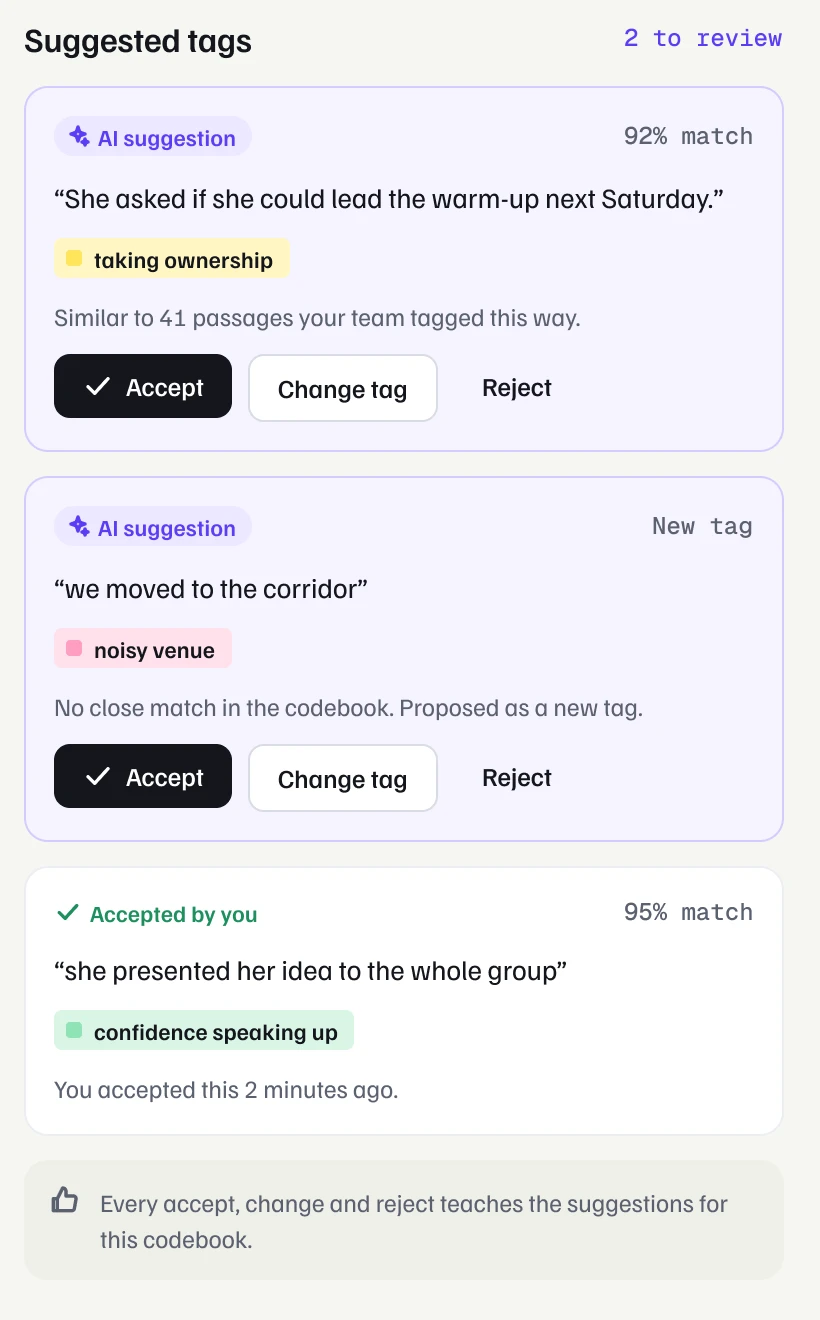 Suggested tags
2 to review
AI suggestion
92% match
“She asked if she could lead the warm-up next Saturday.”
taking ownership
Similar to 41 passages your team tagged this way.
Accept
Change tag
Reject
AI suggestion
New tag
“we moved to the corridor”
noisy venue
No close match in the codebook. Proposed as a new tag.
Accept
Change tag
Reject
Accepted by you
95% match
“she presented her idea to the whole group”
confidence speaking up
You accepted this 2 minutes ago.
Every accept, change and reject teaches the suggestions for
this codebook.